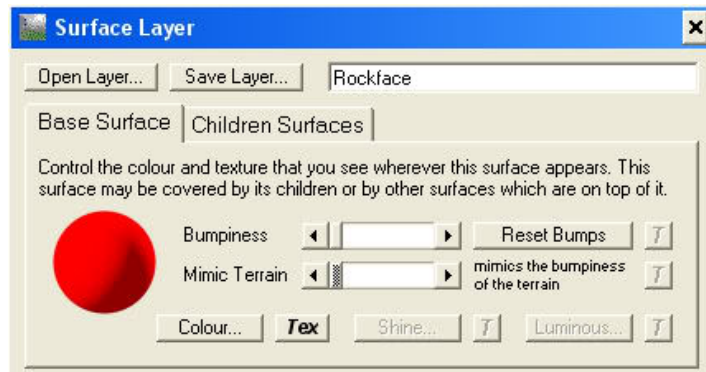 Surface Layer
Open Layer... Save Layer... Rockface
Base Surface Children Surfaces
Control the colour and texture that you see wherever this surface appears. This
surface may be covered by its children or by other surfaces which are on top of it.
Bumpiness Reset Bumps T
Mimic Terrain mimics the bumpiness
of the terrain T
Colour... Tex Shine... T Luminous... T